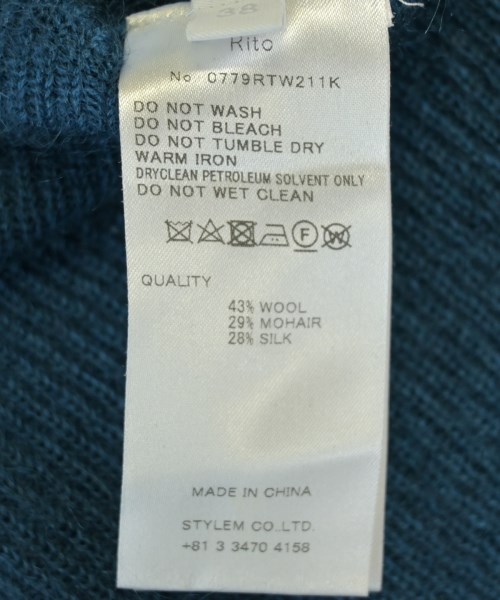 38
Rito
No 0779RTW211K
DO NOT WASH
DO NOT BLEACH
DO NOT TUMBLE DRY
WARM IRON
DRYCLEAN PETROLEUM SOLVENT ONLY
DO NOT WET CLEAN
F W
QUALITY
43% WOOL
29% MOHAIR
28% SILK
MADE IN CHINA
STYLEM CO.,LTD.
+81 3 3470 4158